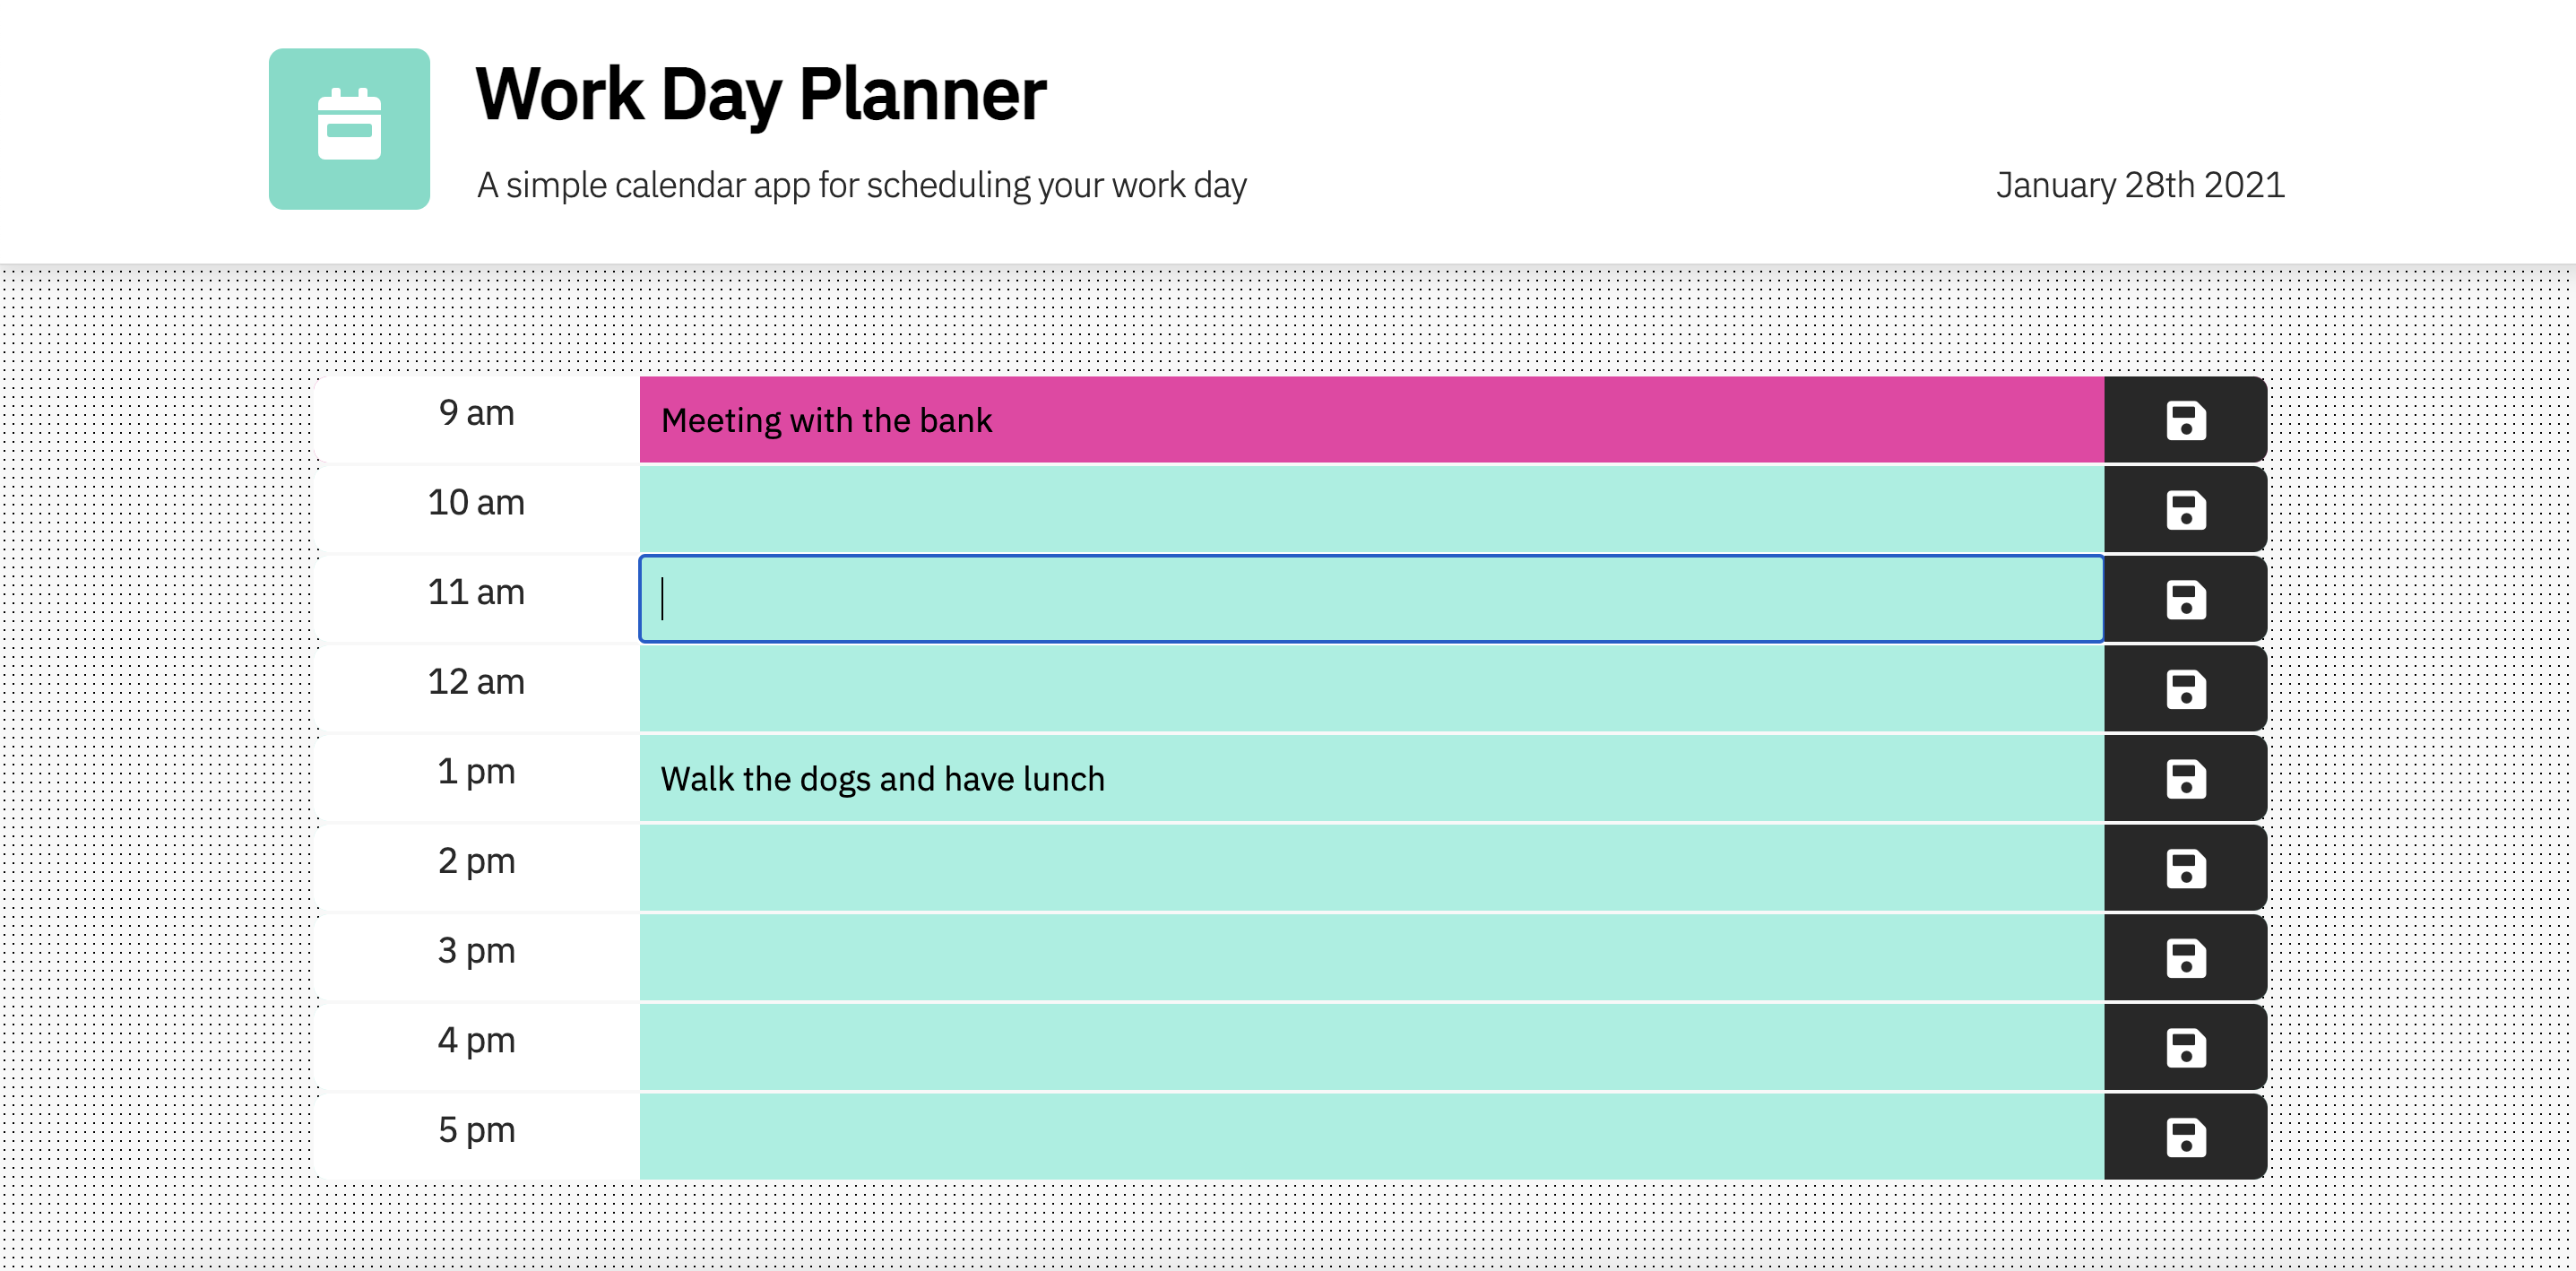 Work Day Planner
A simple calendar app for scheduling your work day
January 28th 2021
9 am
Meeting with the bank
10 am
11 am
12 am
1 pm
Walk the dogs and have lunch
2 pm
3 pm
4 pm
5 pm